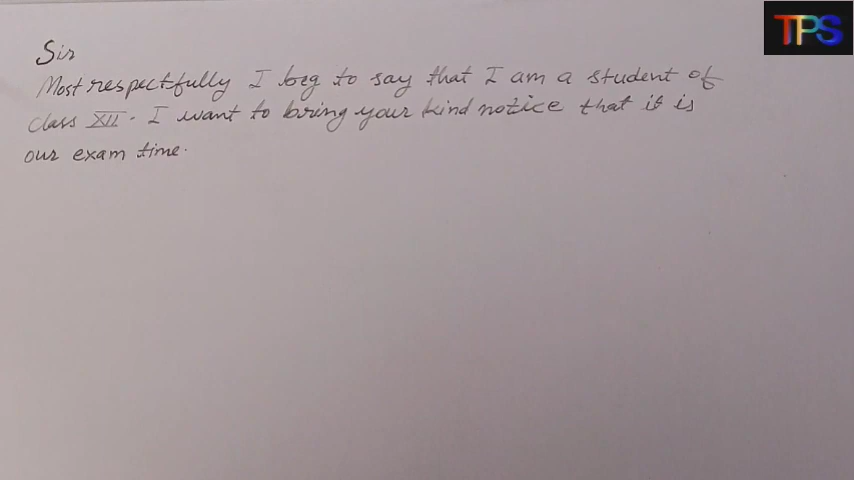 TPS
Sir
Most respectfully I beg to say that I am a student of
class XII. I want to bring your kind notice that it is
our exam time.